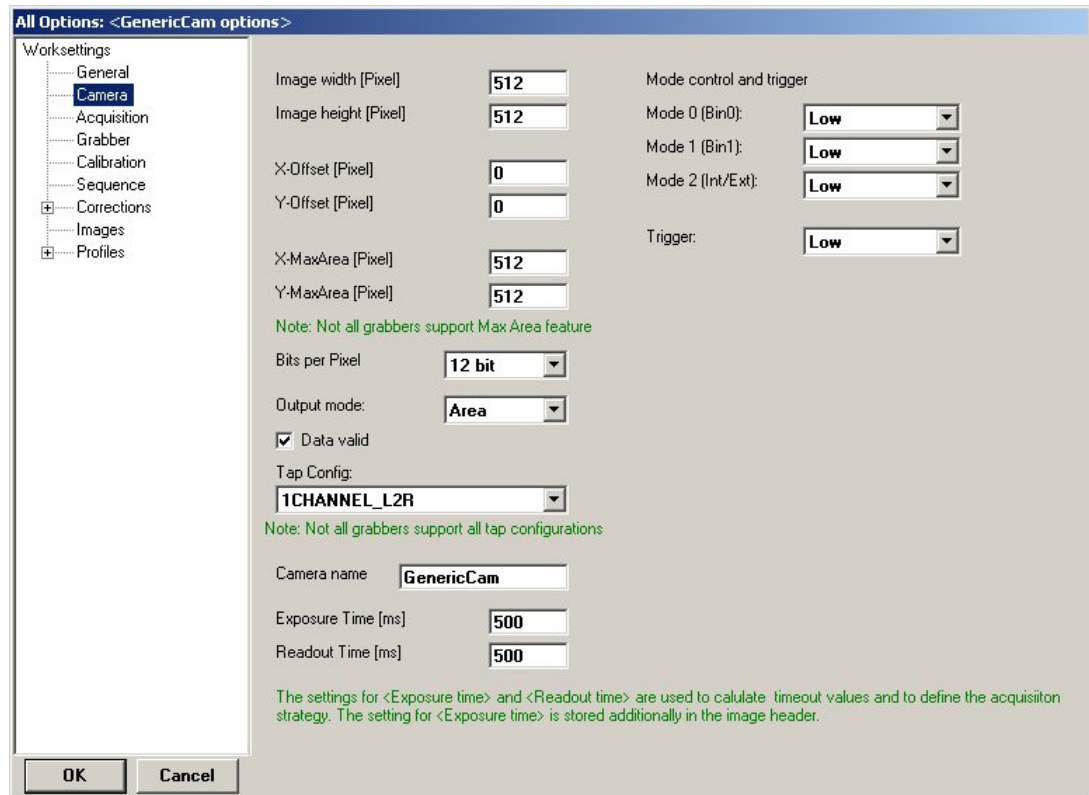 All Options: <GenericCam options>
Worksettings
General
Camera
Acquisition
Grabber
Calibration
Sequence
Corrections
Images
Profiles
OK
Cancel
Image width [Pixel]
512
Image height [Pixel]
512
X-Offset [Pixel]
0
Y-Offset [Pixel]
0
X-MaxArea [Pixel]
512
Y-MaxArea [Pixel]
512
Note: Not all grabbers support Max Area feature
Bits per Pixel
12 bit
Output mode:
Area
Data valid
Tap Config:
1CHANNEL_L2R
Note: Not all grabbers support all tap configurations
Camera name
GenericCam
Exposure Time [ms]
500
Readout Time [ms]
500
The settings for <Exposure time> and <Readout time> are used to calulate timeout values and to define the acquisiiton
strategy. The setting for <Exposure time> is stored additionally in the image header.
Mode control and trigger
Mode 0 (Bin0):
Low
Mode 1 (Bin1):
Low
Mode 2 (Int/Ext):
Low
Trigger:
Low